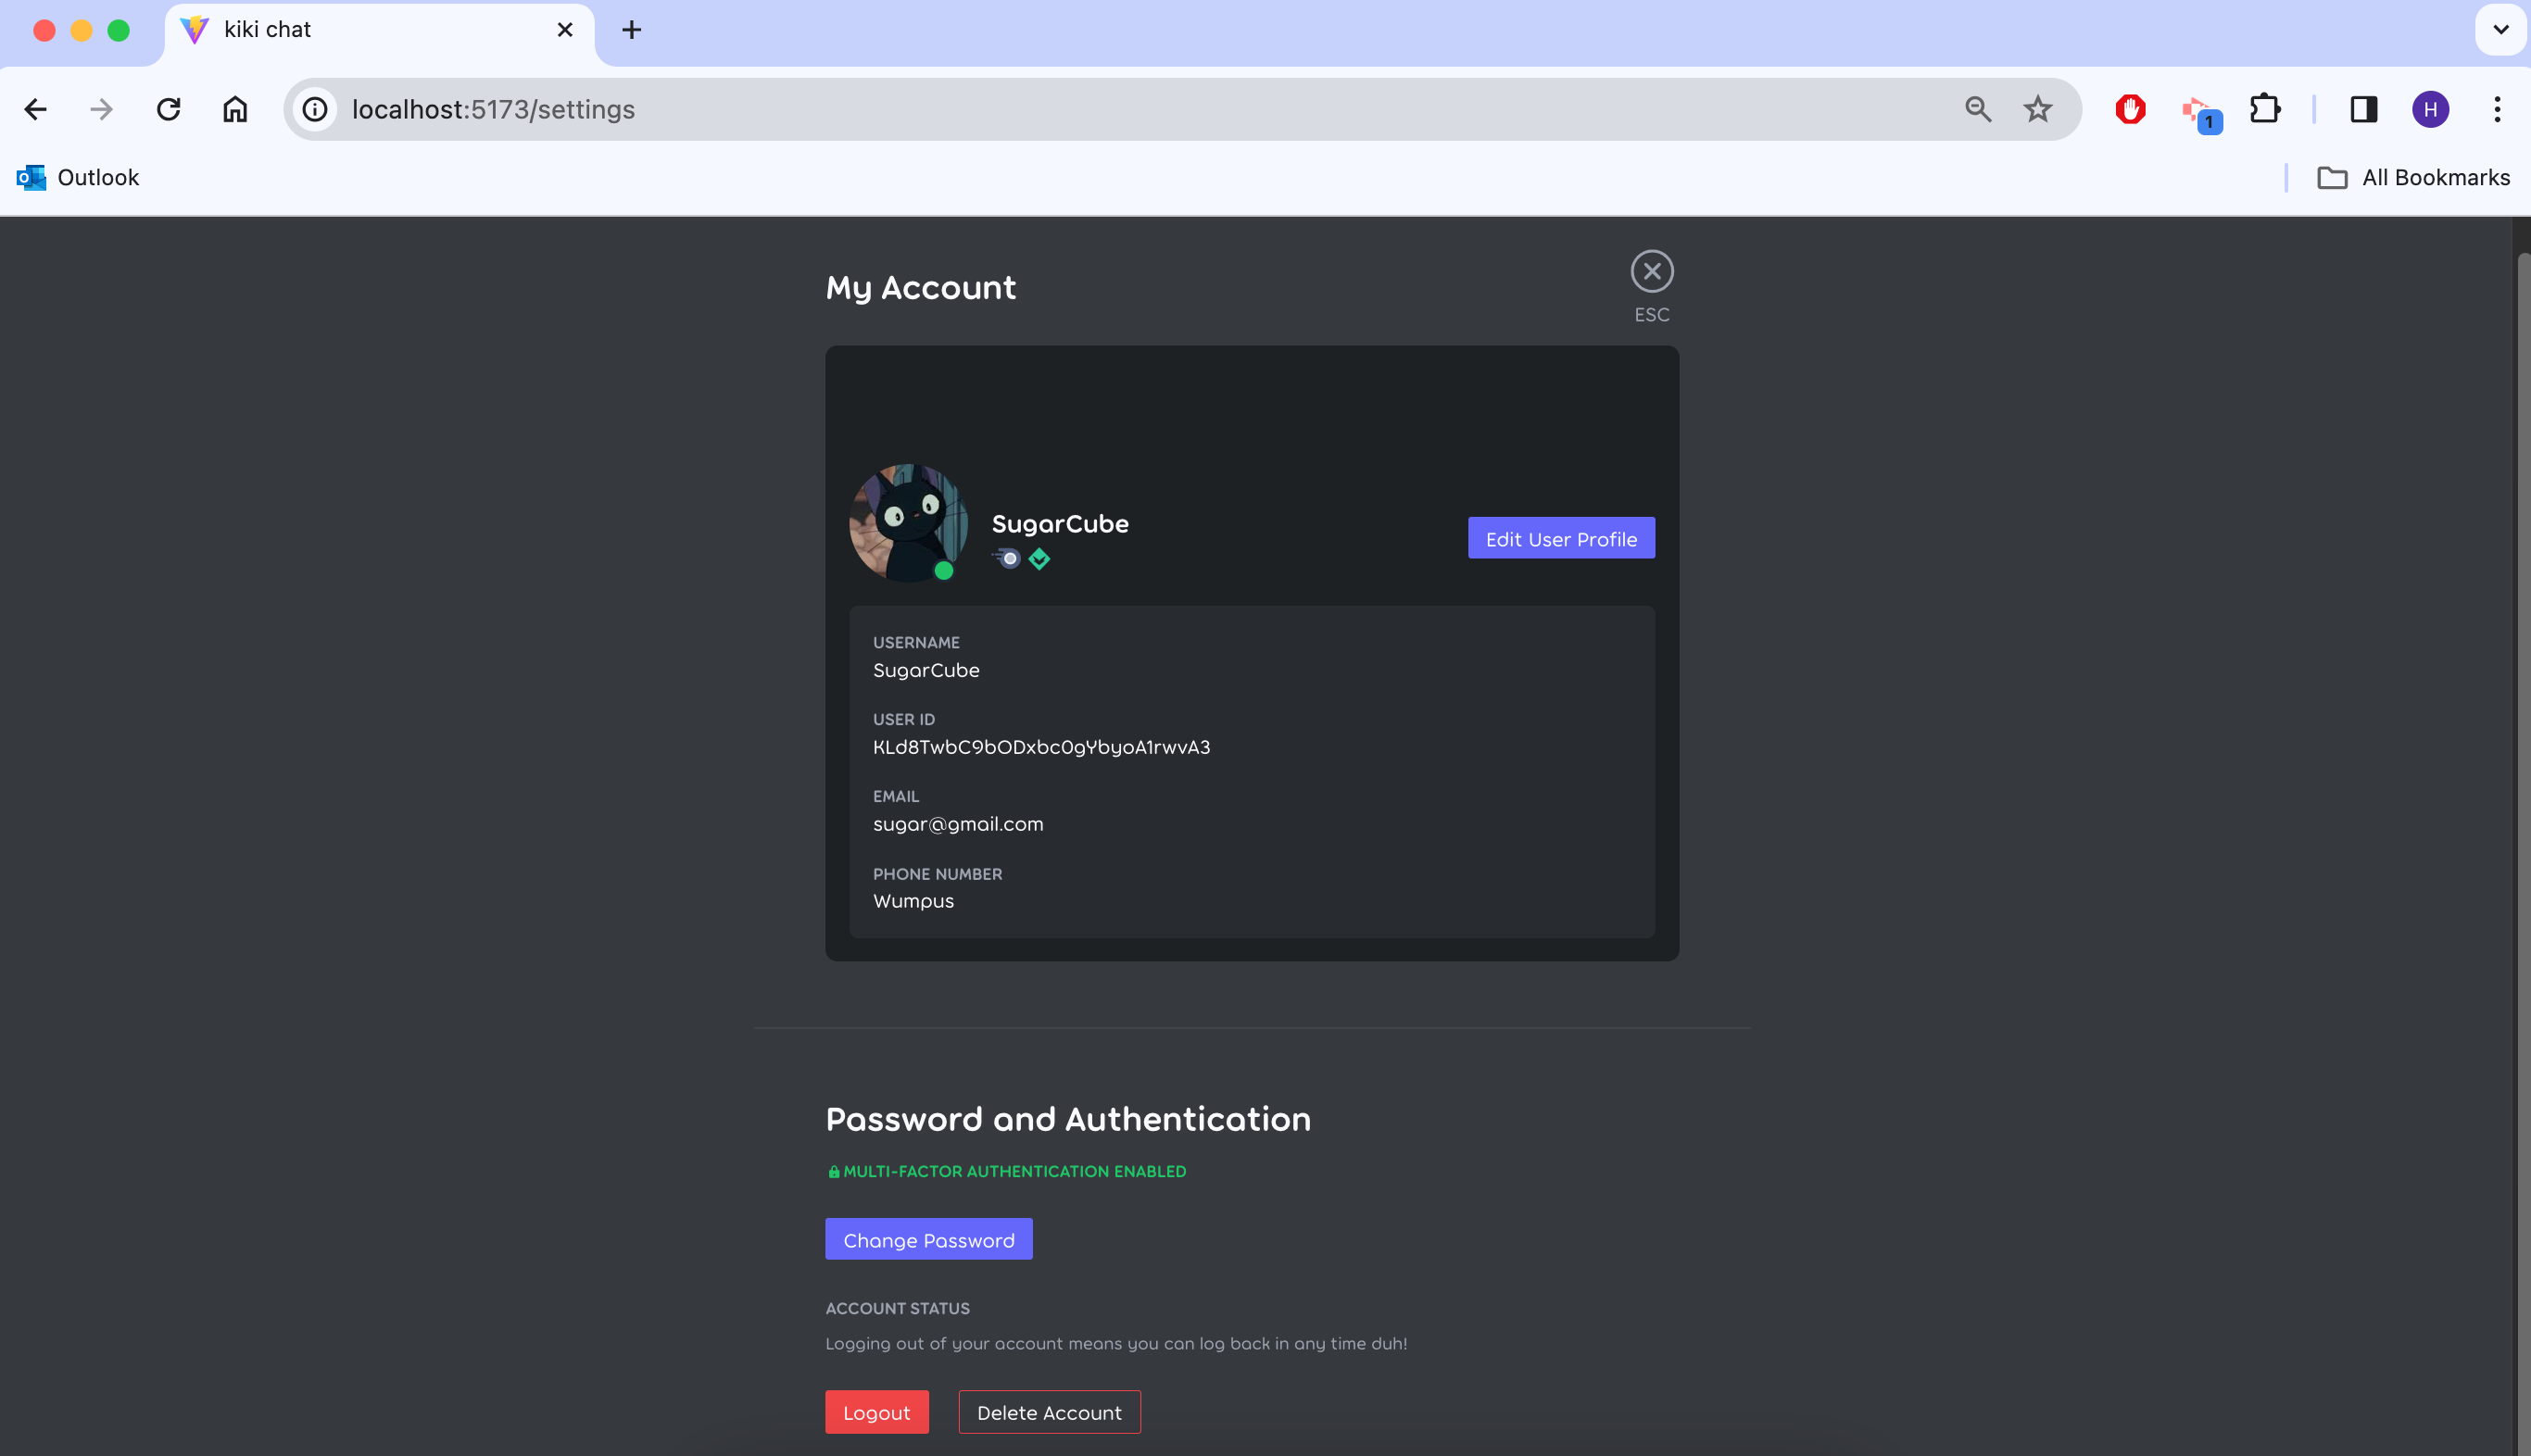 kiki chat
localhost:5173/settings
1
H
Outlook
All Bookmarks
My Account
ESC
SugarCube
Edit User Profile
USERNAME
SugarCube
USER ID
KLd8TwbC9bODxbc0gYbyoA1rwvA3
EMAIL
sugar@gmail.com
PHONE NUMBER
Wumpus
Password and Authentication
MULTI-FACTOR AUTHENTICATION ENABLED
Change Password
ACCOUNT STATUS
Logging out of your account means you can log back in any time duh!
Logout
Delete Account